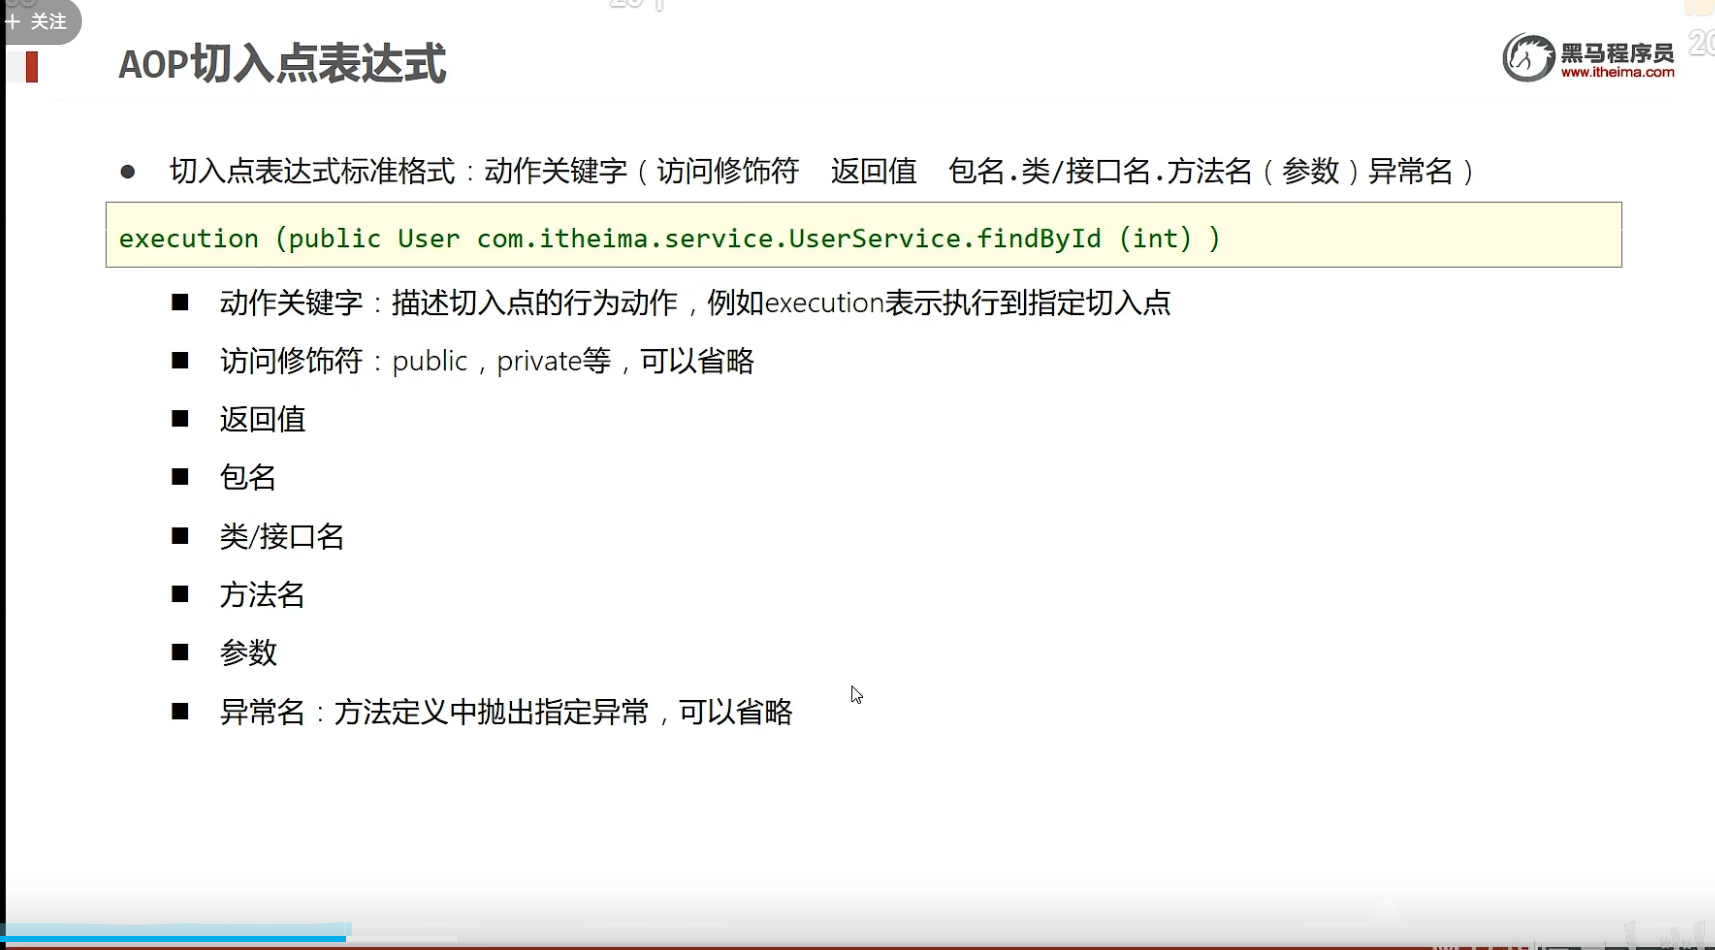 + 关注
AOP切入点表达式
黑马程序员
www.itheima.com
● 切入点表达式标准格式：动作关键字（访问修饰符 返回值 包名.类/接口名.方法名（参数）异常名）
execution (public User com.itheima.service.UserService.findById (int) )
■ 动作关键字：描述切入点的行为动作，例如execution表示执行到指定切入点
■ 访问修饰符：public，private等，可以省略
■ 返回值
■ 包名
■ 类/接口名
■ 方法名
■ 参数
■ 异常名：方法定义中抛出指定异常，可以省略